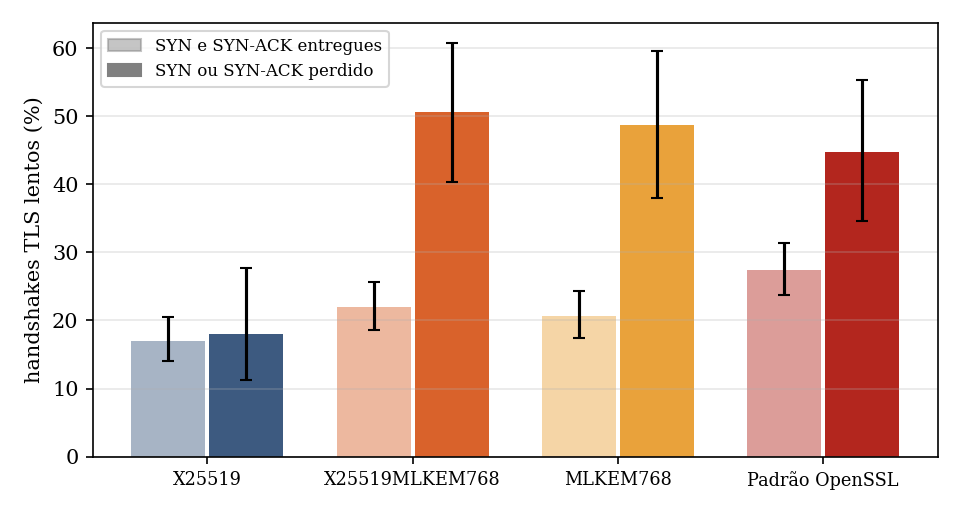 SYN e SYN-ACK entregues
SYN ou SYN-ACK perdido
handshakes TLS lentos (%)
60
50
40
30
20
10
0
X25519
X25519MLKEM768
MLKEM768
Padrão OpenSSL